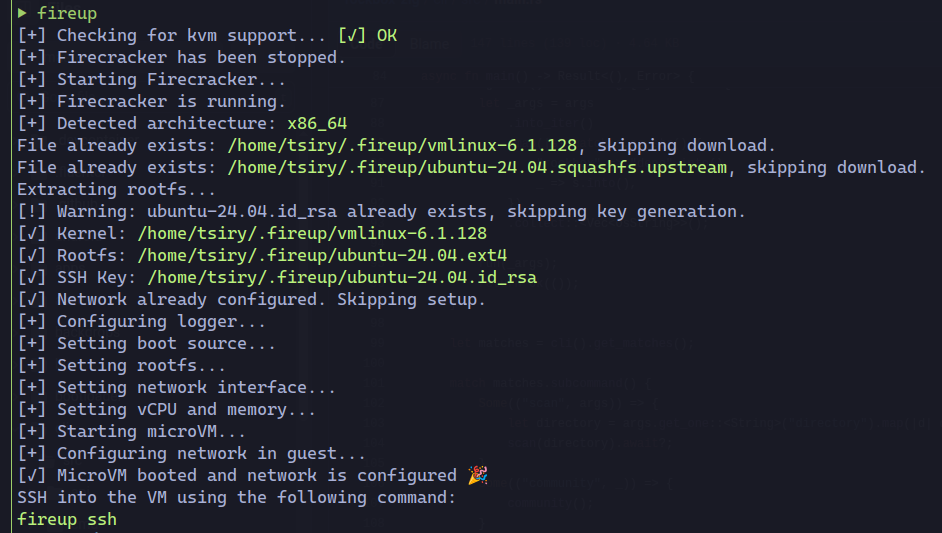 ▶ fireup
[+] Checking for kvm support... [√] OK
[+] Firecracker has been stopped.
[+] Starting Firecracker...
[+] Firecracker is running.
[+] Detected architecture: x86_64
File already exists: /home/tsiry/.fireup/vmlinux-6.1.128, skipping download.
File already exists: /home/tsiry/.fireup/ubuntu-24.04.squashfs.upstream, skipping download.
Extracting rootfs...
[!] Warning: ubuntu-24.04.id_rsa already exists, skipping key generation.
[√] Kernel: /home/tsiry/.fireup/vmlinux-6.1.128
[√] Rootfs: /home/tsiry/.fireup/ubuntu-24.04.ext4
[√] SSH Key: /home/tsiry/.fireup/ubuntu-24.04.id_rsa
[√] Network already configured. Skipping setup.
[+] Configuring logger...
[+] Setting boot source...
[+] Setting rootfs...
[+] Setting network interface...
[+] Setting vCPU and memory...
[+] Starting microVM...
[+] Configuring network in guest...
[√] MicroVM booted and network is configured 🎉
SSH into the VM using the following command:
fireup ssh